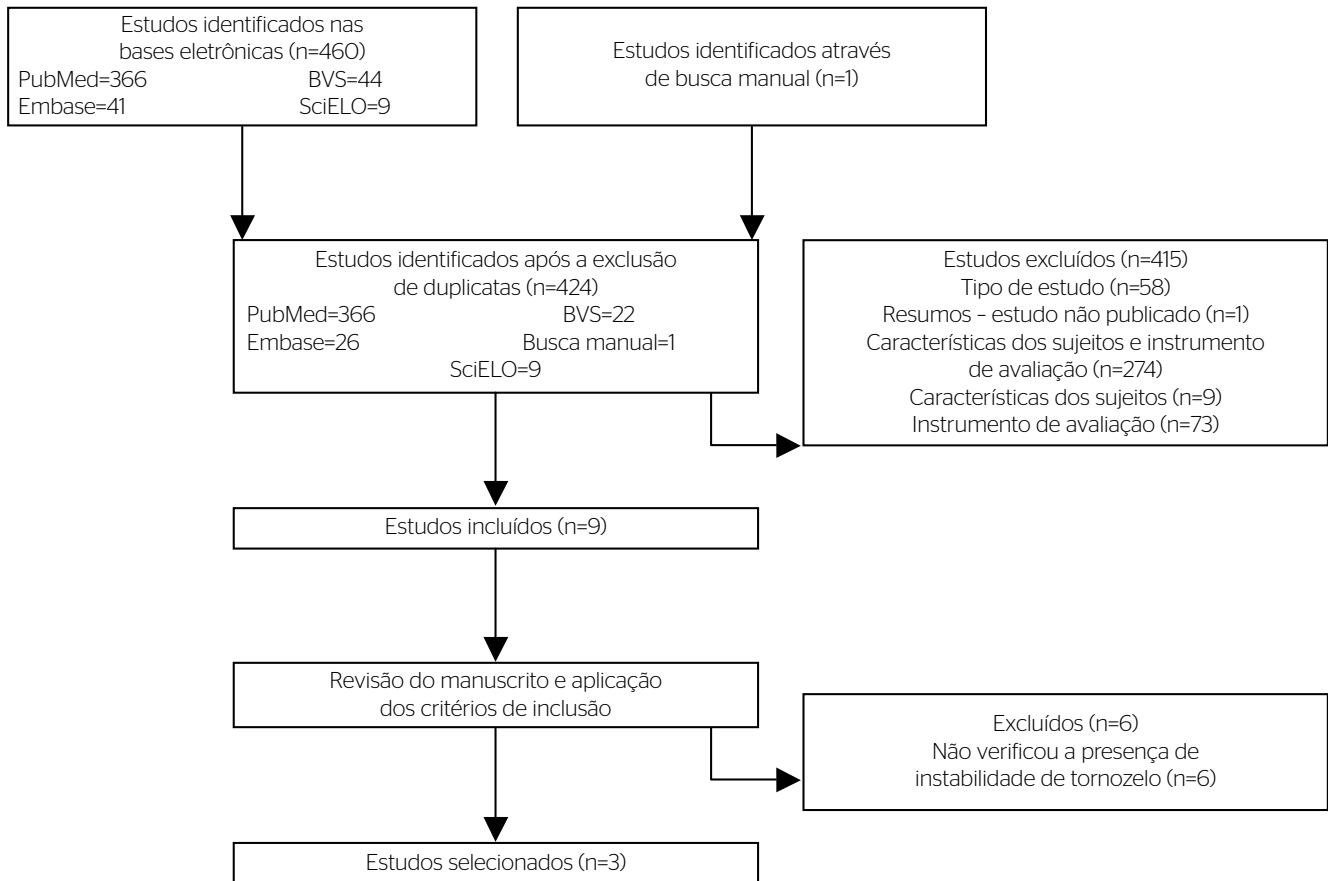 Estudos identificados nas
bases eletrônicas (n=460)
PubMed=366 BVS=44
Embase=41 SciELO=9
Estudos identificados através
de busca manual (n=1)
Estudos identificados após a exclusão
de duplicatas (n=424)
PubMed=366 BVS=22
Embase=26 Busca manual=1
SciELO=9
Estudos excluídos (n=415)
Tipo de estudo (n=58)
Resumos – estudo não publicado (n=1)
Características dos sujeitos e instrumento
de avaliação (n=274)
Características dos sujeitos (n=9)
Instrumento de avaliação (n=73)
Estudos incluídos (n=9)
Revisão do manuscrito e aplicação
dos critérios de inclusão
Excluídos (n=6)
Não verificou a presença de
instabilidade de tornozelo (n=6)
Estudos selecionados (n=3)